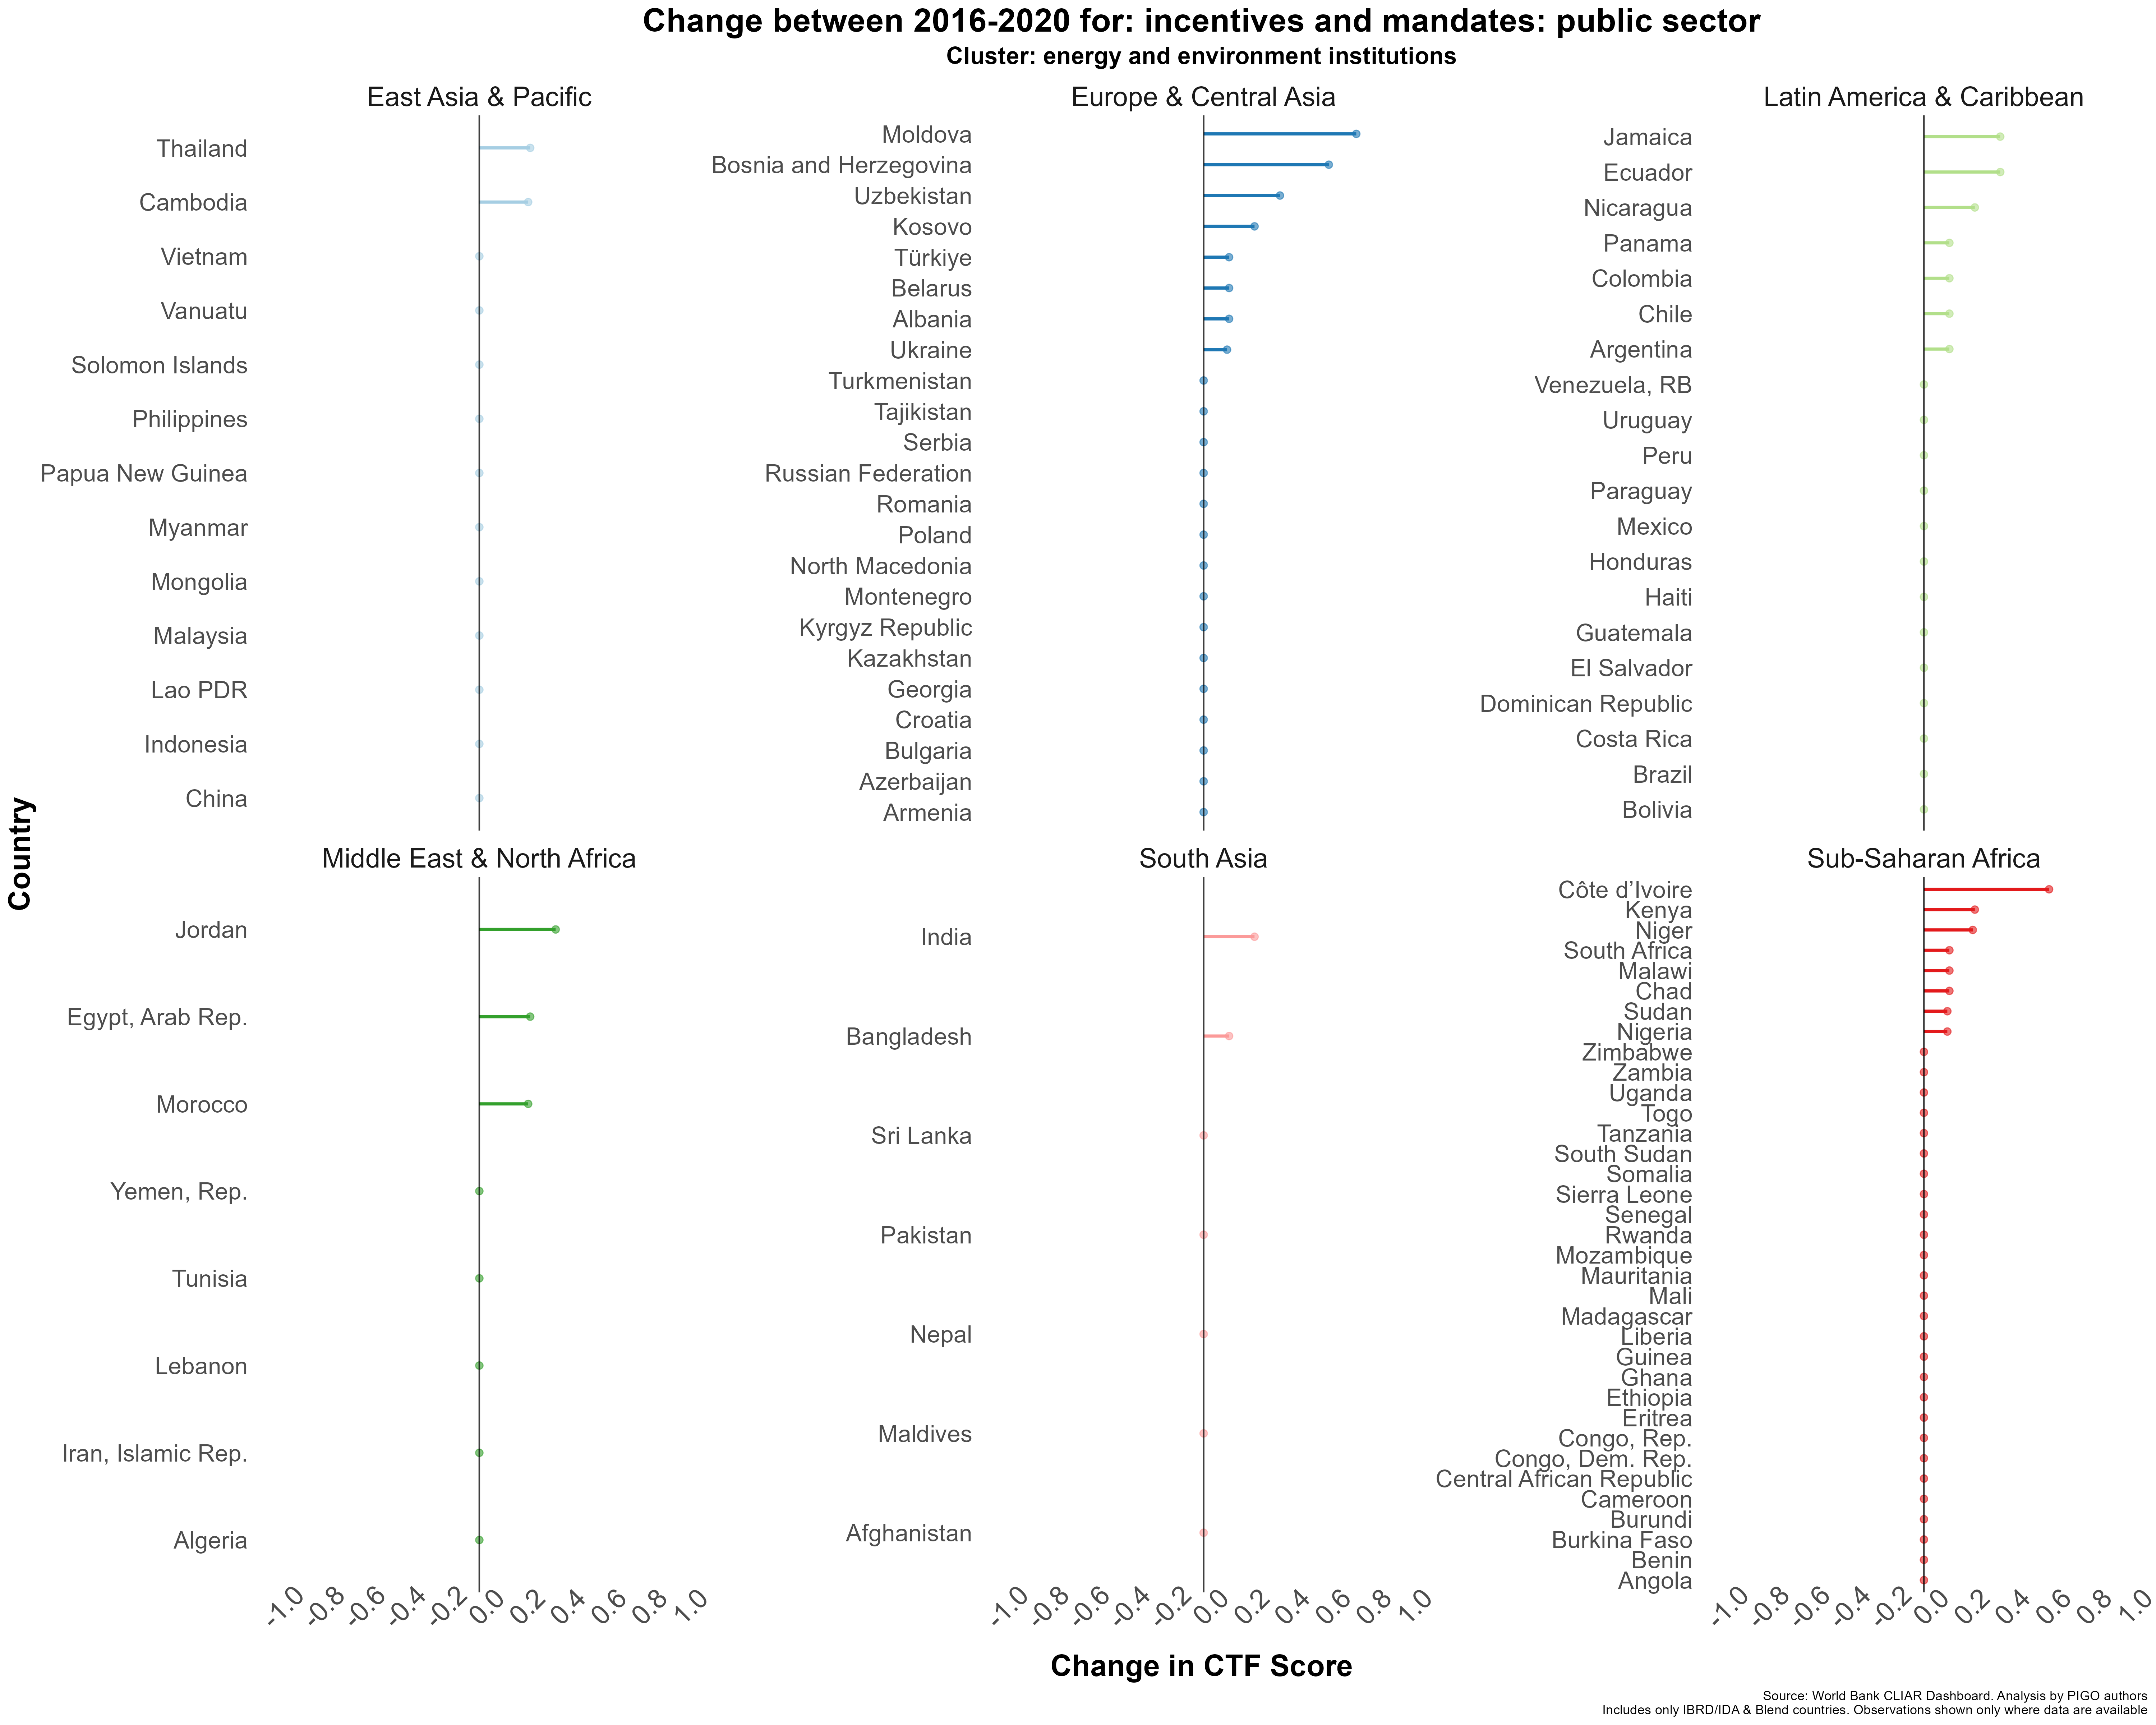 Change between 2016-2020 for: incentives and mandates: public sector
Cluster: energy and environment institutions
Country
East Asia & Pacific
Thailand
Cambodia
Vietnam
Vanuatu
Solomon Islands
Philippines
Papua New Guinea
Myanmar
Mongolia
Malaysia
Lao PDR
Indonesia
China
Europe & Central Asia
Moldova
Bosnia and Herzegovina
Uzbekistan
Kosovo
Türkiye
Belarus
Albania
Ukraine
Turkmenistan
Tajikistan
Serbia
Russian Federation
Romania
Poland
North Macedonia
Montenegro
Kyrgyz Republic
Kazakhstan
Georgia
Croatia
Bulgaria
Azerbaijan
Armenia
Latin America & Caribbean
Jamaica
Ecuador
Nicaragua
Panama
Colombia
Chile
Argentina
Venezuela, RB
Uruguay
Peru
Paraguay
Mexico
Honduras
Haiti
Guatemala
El Salvador
Dominican Republic
Costa Rica
Brazil
Bolivia
Middle East & North Africa
Jordan
Egypt, Arab Rep.
Morocco
Yemen, Rep.
Tunisia
Lebanon
Iran, Islamic Rep.
Algeria
-1.0 -0.8 -0.6 -0.4 -0.2 0.0 0.2 0.4 0.6 0.8 1.0
South Asia
India
Bangladesh
Sri Lanka
Pakistan
Nepal
Maldives
Afghanistan
-1.0 -0.8 -0.6 -0.4 -0.2 0.0 0.2 0.4 0.6 0.8 1.0
Sub-Saharan Africa
Côte d’Ivoire
Kenya
Niger
South Africa
Malawi
Chad
Sudan
Nigeria
Zimbabwe
Zambia
Uganda
Togo
Tanzania
South Sudan
Somalia
Sierra Leone
Senegal
Rwanda
Mozambique
Mauritania
Mali
Madagascar
Liberia
Guinea
Ghana
Ethiopia
Eritrea
Congo, Rep.
Congo, Dem. Rep.
Central African Republic
Cameroon
Burundi
Burkina Faso
Benin
Angola
-1.0 -0.8 -0.6 -0.4 -0.2 0.0 0.2 0.4 0.6 0.8 1.0
Change in CTF Score
Source: World Bank CLIAR Dashboard. Analysis by PIGO authors
Includes only IBRD/IDA & Blend countries. Observations shown only where data are available